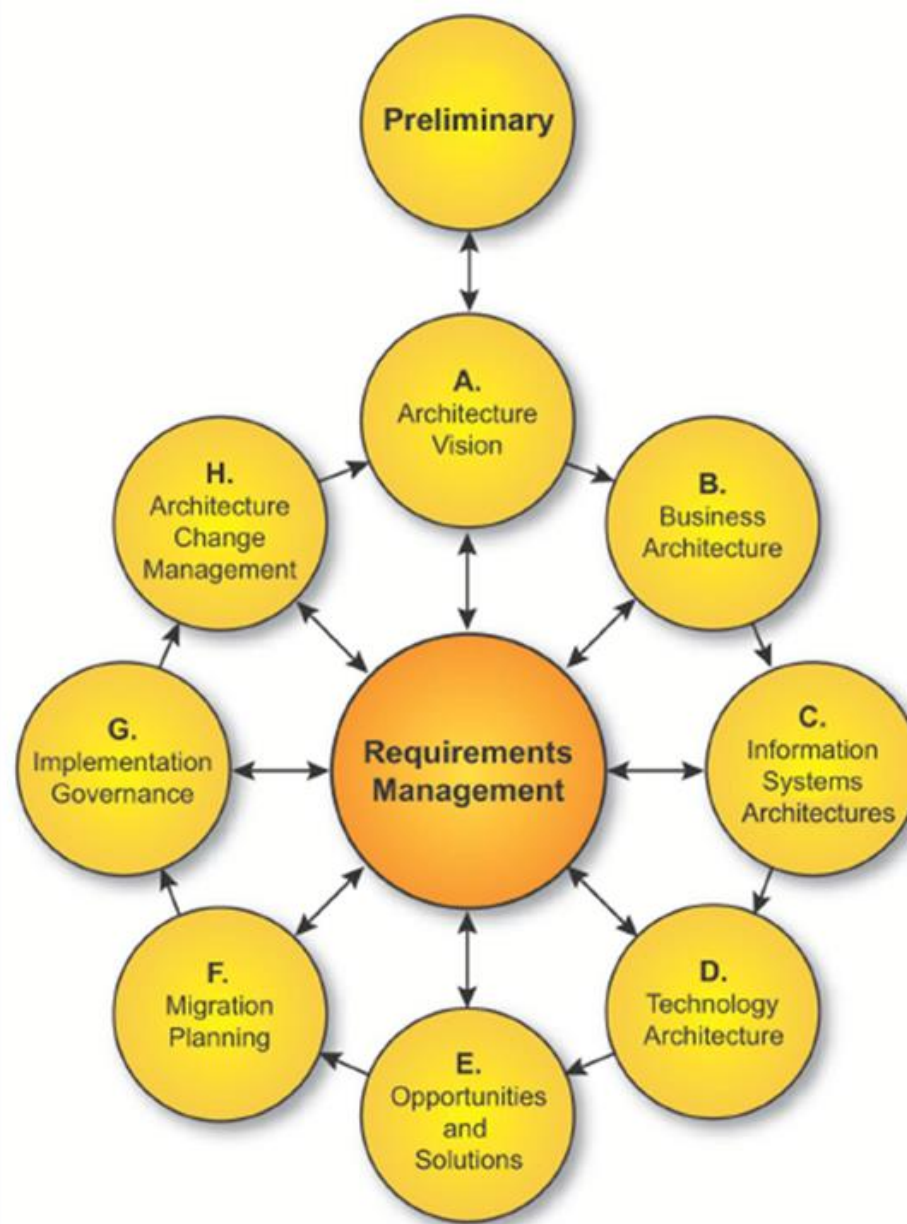 Preliminary
A.
Architecture
Vision
B.
Business
Architecture
C.
Information
Systems
Architectures
D.
Technology
Architecture
E.
Opportunities
and
Solutions
F.
Migration
Planning
G.
Implementation
Governance
H.
Architecture
Change
Management
Requirements
Management